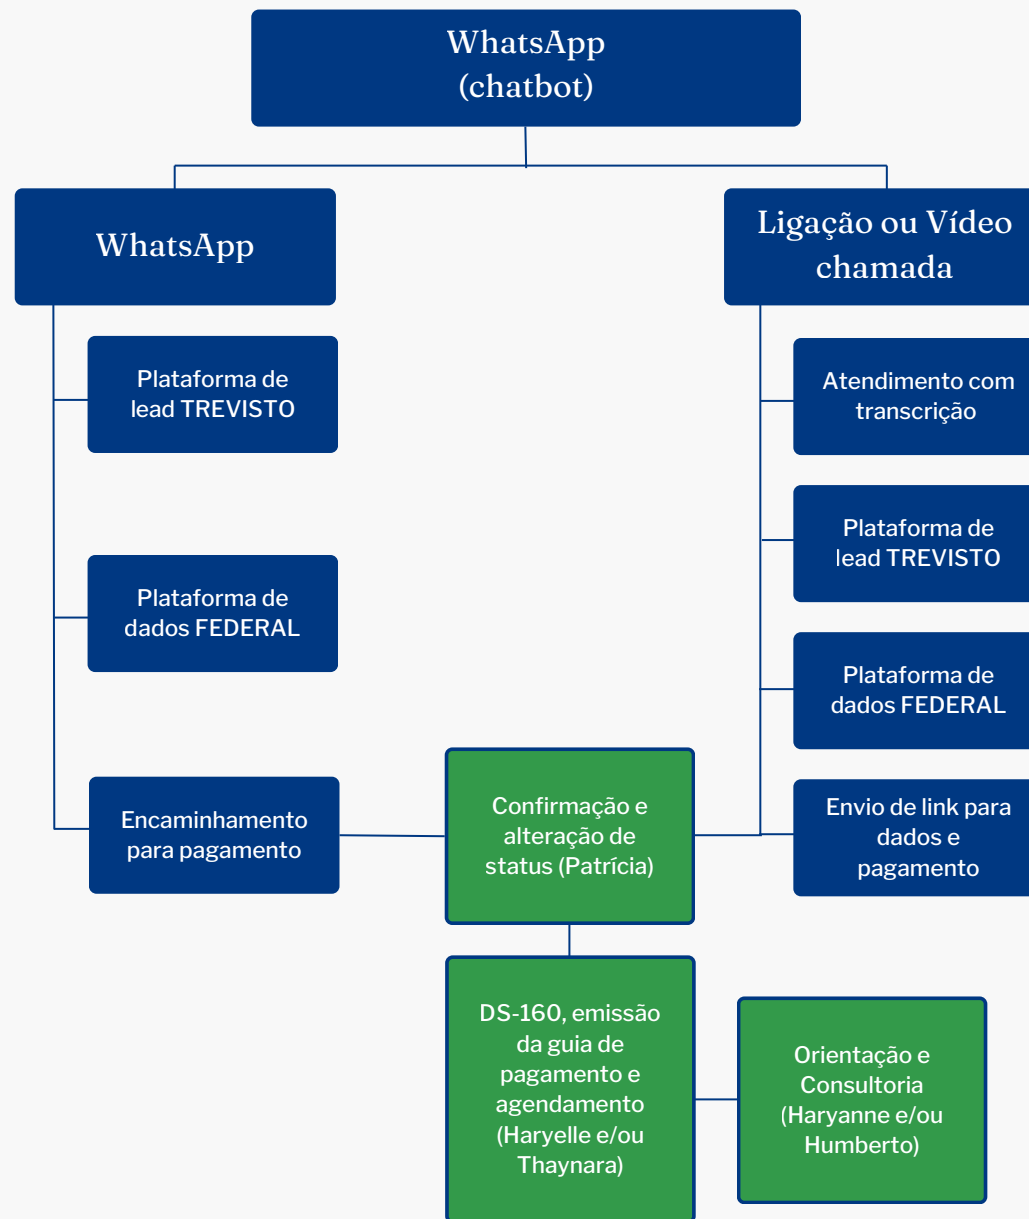 WhatsApp
(chatbot)
WhatsApp
Ligação ou Vídeo
chamada
Plataforma de
lead TREVISTO
Plataforma de
dados FEDERAL
Encaminhamento
para pagamento
Atendimento com
transcrição
Plataforma de
lead TREVISTO
Plataforma de
dados FEDERAL
Envio de link para
dados e
pagamento
Confirmação e
alteração de
status (Patrícia)
DS-160, emissão
da guia de
pagamento e
agendamento
(Haryelle e/ou
Thaynara)
Orientação e
Consultoria
(Haryanne e/ou
Humberto)